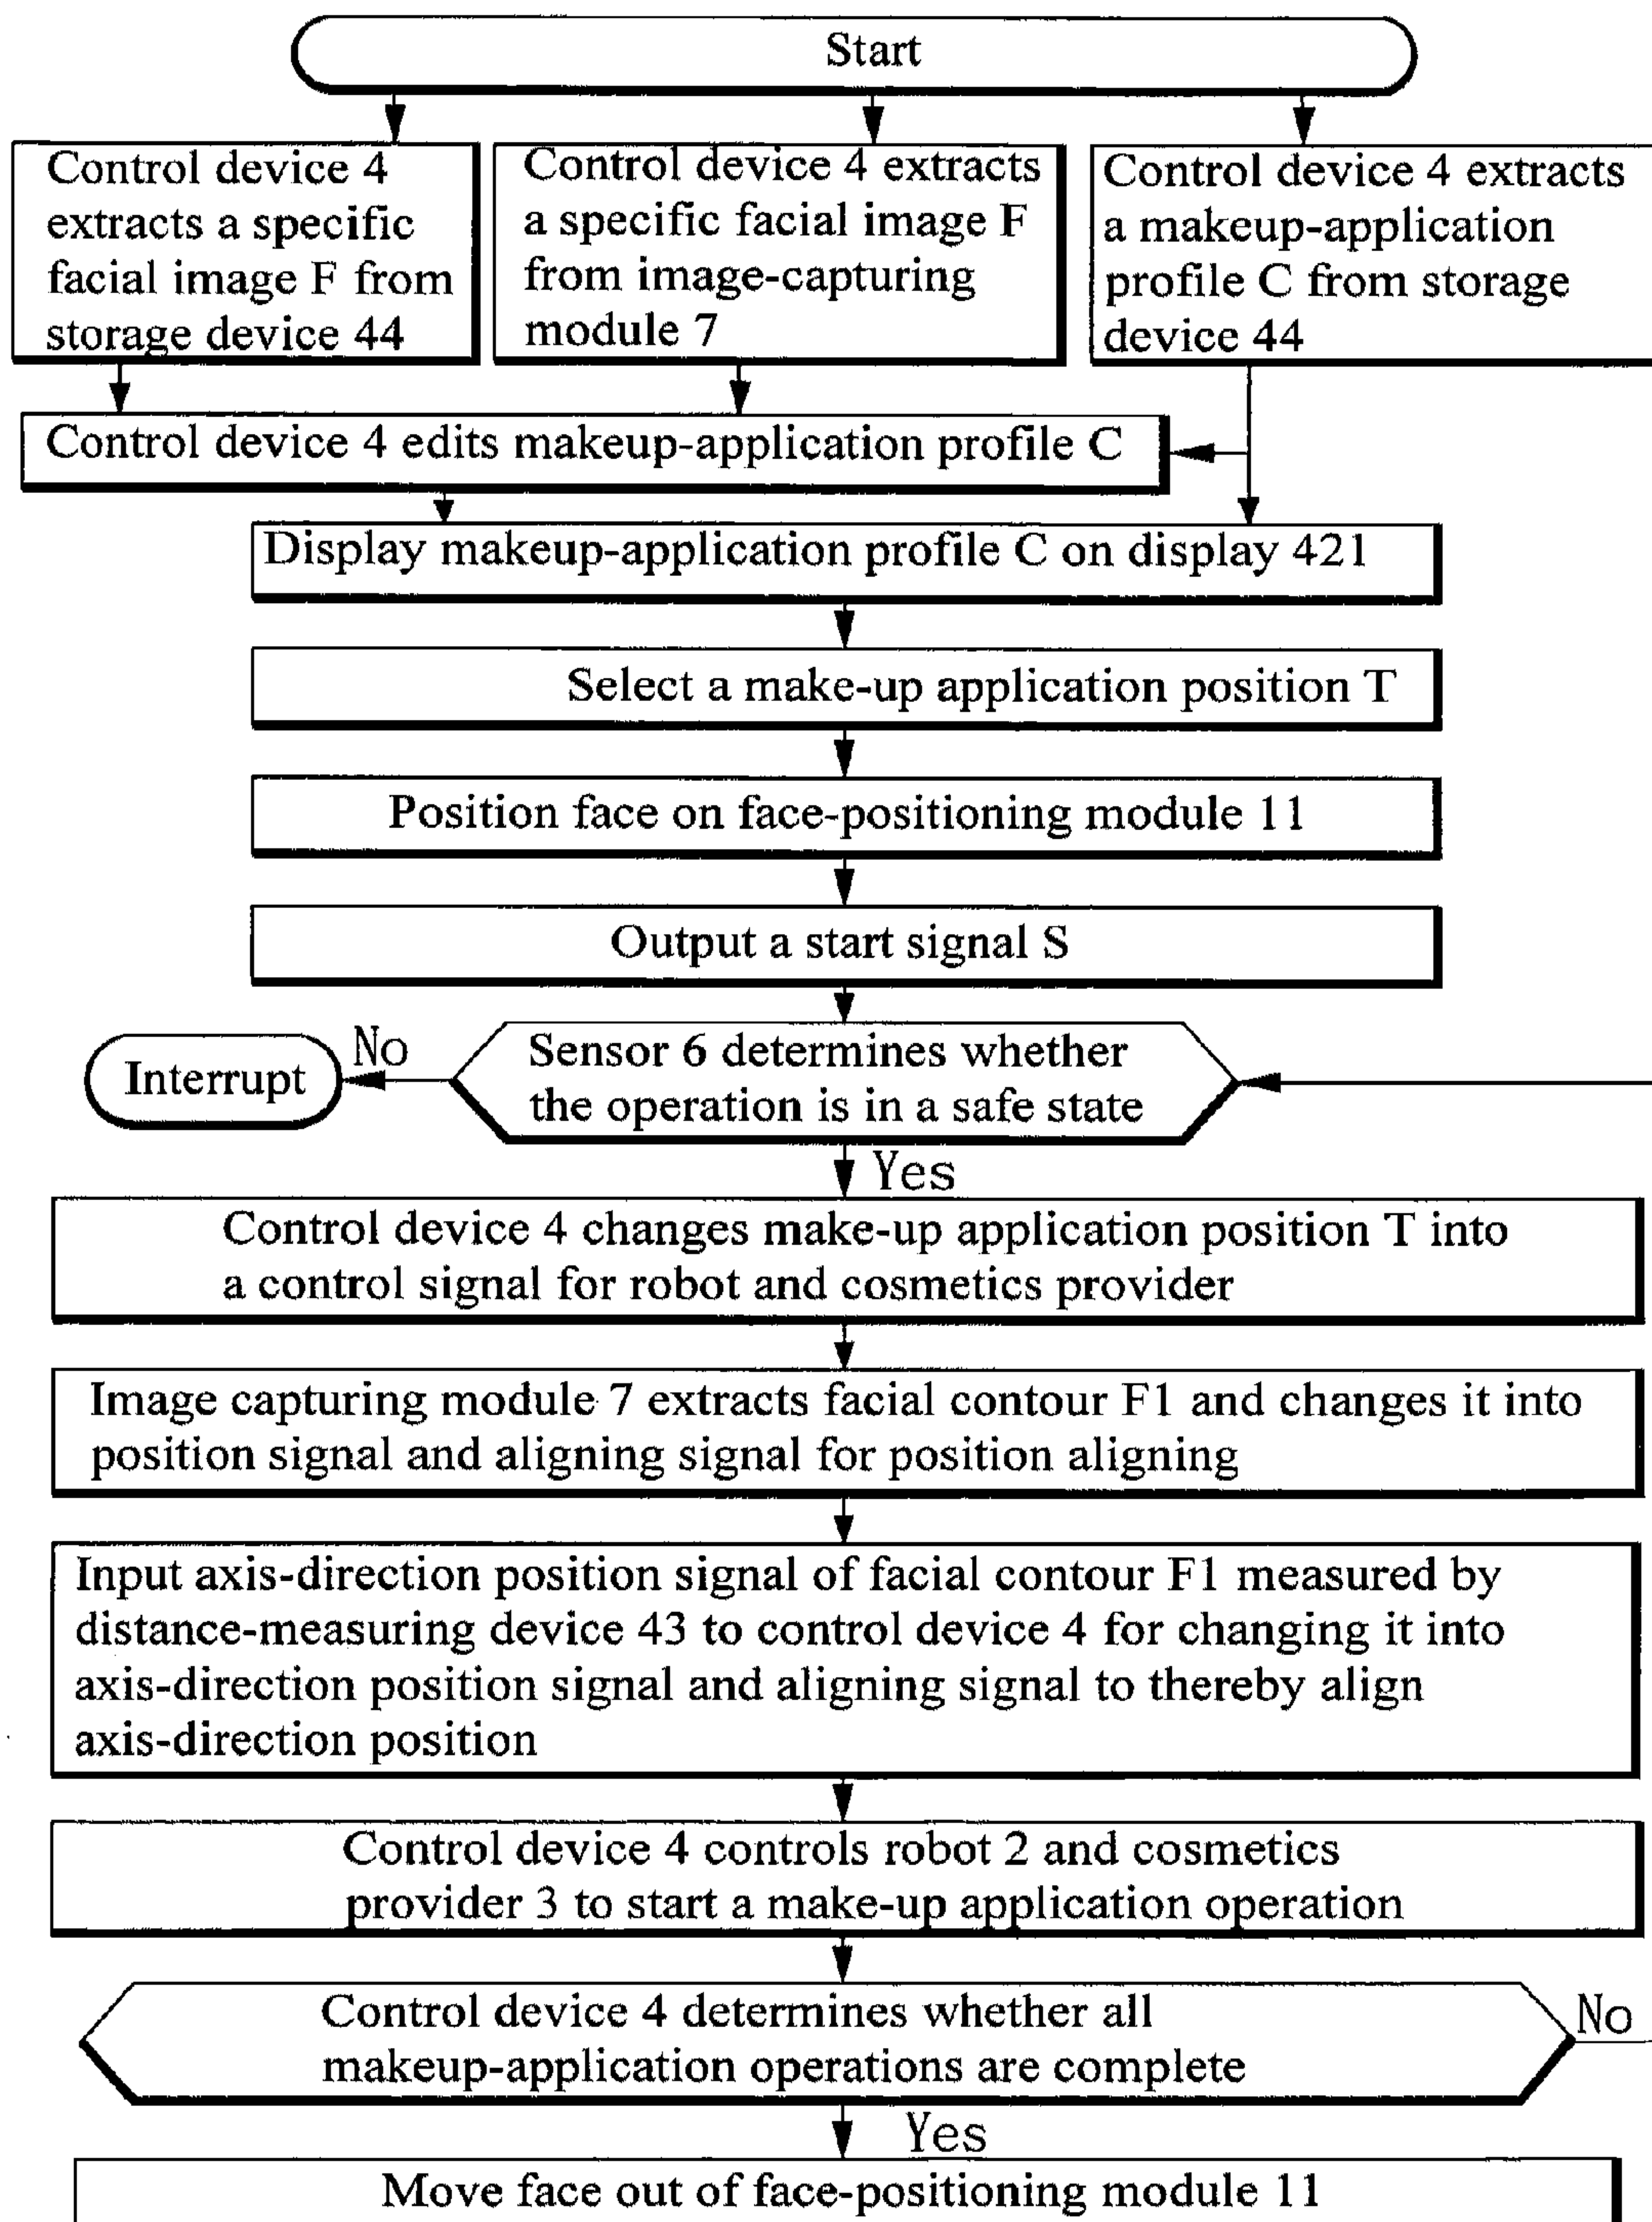 Start
Control device 4
extracts a specific
facial image F from
storage device 44
Control device 4 extracts
a specific facial image F
from image-capturing
module 7
Control device 4 extracts
a makeup-application
profile C from storage
device 44
Control device 4 edits makeup-application profile C
Display makeup-application profile C on display 421
Select a make-up application position T
Position face on face-positioning module 11
Output a start signal S
Interrupt
No
Sensor 6 determines whether
the operation is in a safe state
Yes
Control device 4 changes make-up application position T into
a control signal for robot and cosmetics provider
Image capturing module 7 extracts facial contour F1 and changes it into
position signal and aligning signal for position aligning
Input axis-direction position signal of facial contour F1 measured by
distance-measuring device 43 to control device 4 for changing it into
axis-direction position signal and aligning signal to thereby align
axis-direction position
Control device 4 controls robot 2 and cosmetics
provider 3 to start a make-up application operation
Control device 4 determines whether all
makeup-application operations are complete
No
Yes
Move face out of face-positioning module 11